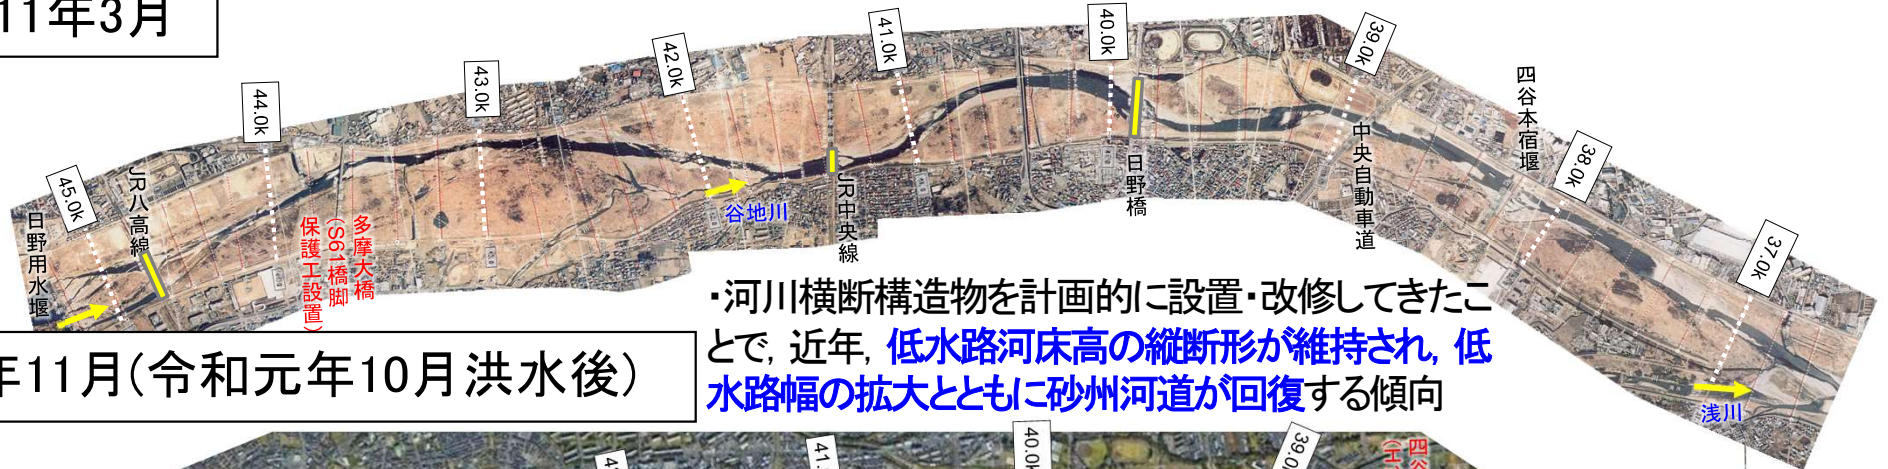 11年3月
45.0k
44.0k
43.0k
42.0k
41.0k
40.0k
39.0k
38.0k
37.0k
日野用水堰
JR八高線
多摩大橋
(S61橋脚
保護工設置)
谷地川
JR中央線
日野橋
中央自動車道
四谷本宿堰
浅川
・河川横断構造物を計画的に設置・改修してきたこ
とで, 近年, 低水路河床高の縦断形が維持され, 低
水路幅の拡大とともに砂州河道が回復する傾向
年11月(令和元年10月洪水後)
41.
40.0k
39.0
四谷